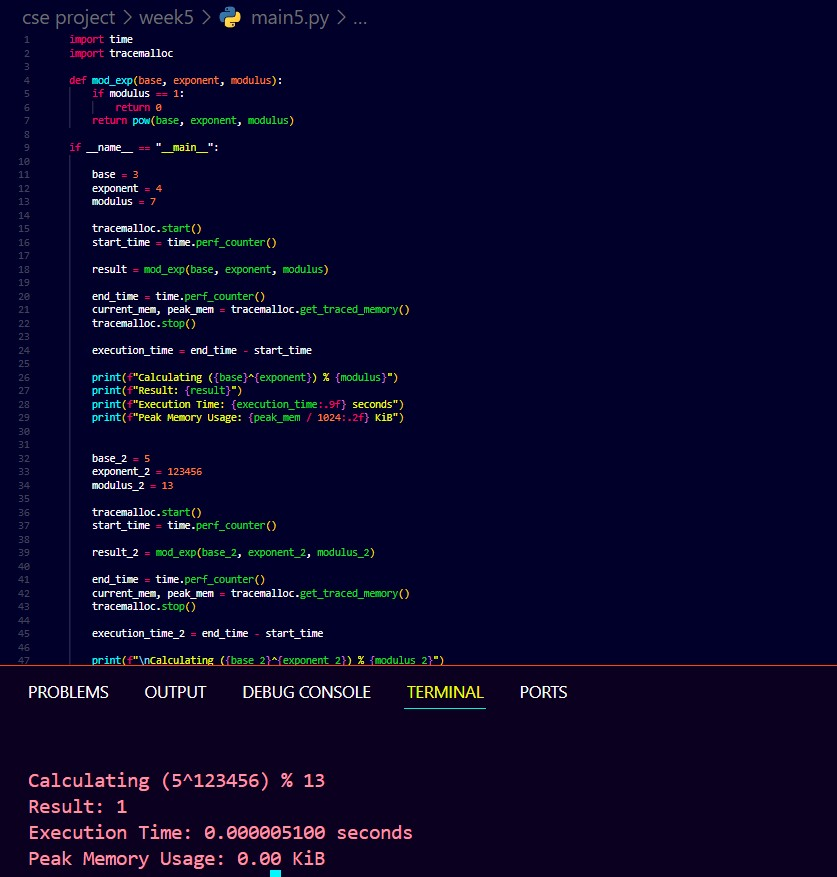 cse project > week5 > main5.py > ...
1 import time
2 import tracemalloc
3
4 def mod_exp(base, exponent, modulus):
5     if modulus == 1:
6         return 0
7     return pow(base, exponent, modulus)
8
9 if __name__ == "__main__":
10
11     base = 3
12     exponent = 4
13     modulus = 7
14
15     tracemalloc.start()
16     start_time = time.perf_counter()
17
18     result = mod_exp(base, exponent, modulus)
19
20     end_time = time.perf_counter()
21     current_mem, peak_mem = tracemalloc.get_traced_memory()
22     tracemalloc.stop()
23
24     execution_time = end_time - start_time
25
26     print(f"Calculating ({base}^{exponent}) % {modulus}")
27     print(f"Result: {result}")
28     print(f"Execution Time: {execution_time:.9f} seconds")
29     print(f"Peak Memory Usage: {peak_mem / 1024:.2f} KiB")
30
31
32     base_2 = 5
33     exponent_2 = 123456
34     modulus_2 = 13
35
36     tracemalloc.start()
37     start_time = time.perf_counter()
38
39     result_2 = mod_exp(base_2, exponent_2, modulus_2)
40
41     end_time = time.perf_counter()
42     current_mem, peak_mem = tracemalloc.get_traced_memory()
43     tracemalloc.stop()
44
45     execution_time_2 = end_time - start_time
46
47     print(f"\nCalculating ({base_2}^{exponent_2}) % {modulus_2}")
PROBLEMS OUTPUT DEBUG CONSOLE TERMINAL PORTS
Calculating (5^123456) % 13
Result: 1
Execution Time: 0.000005100 seconds
Peak Memory Usage: 0.00 KiB